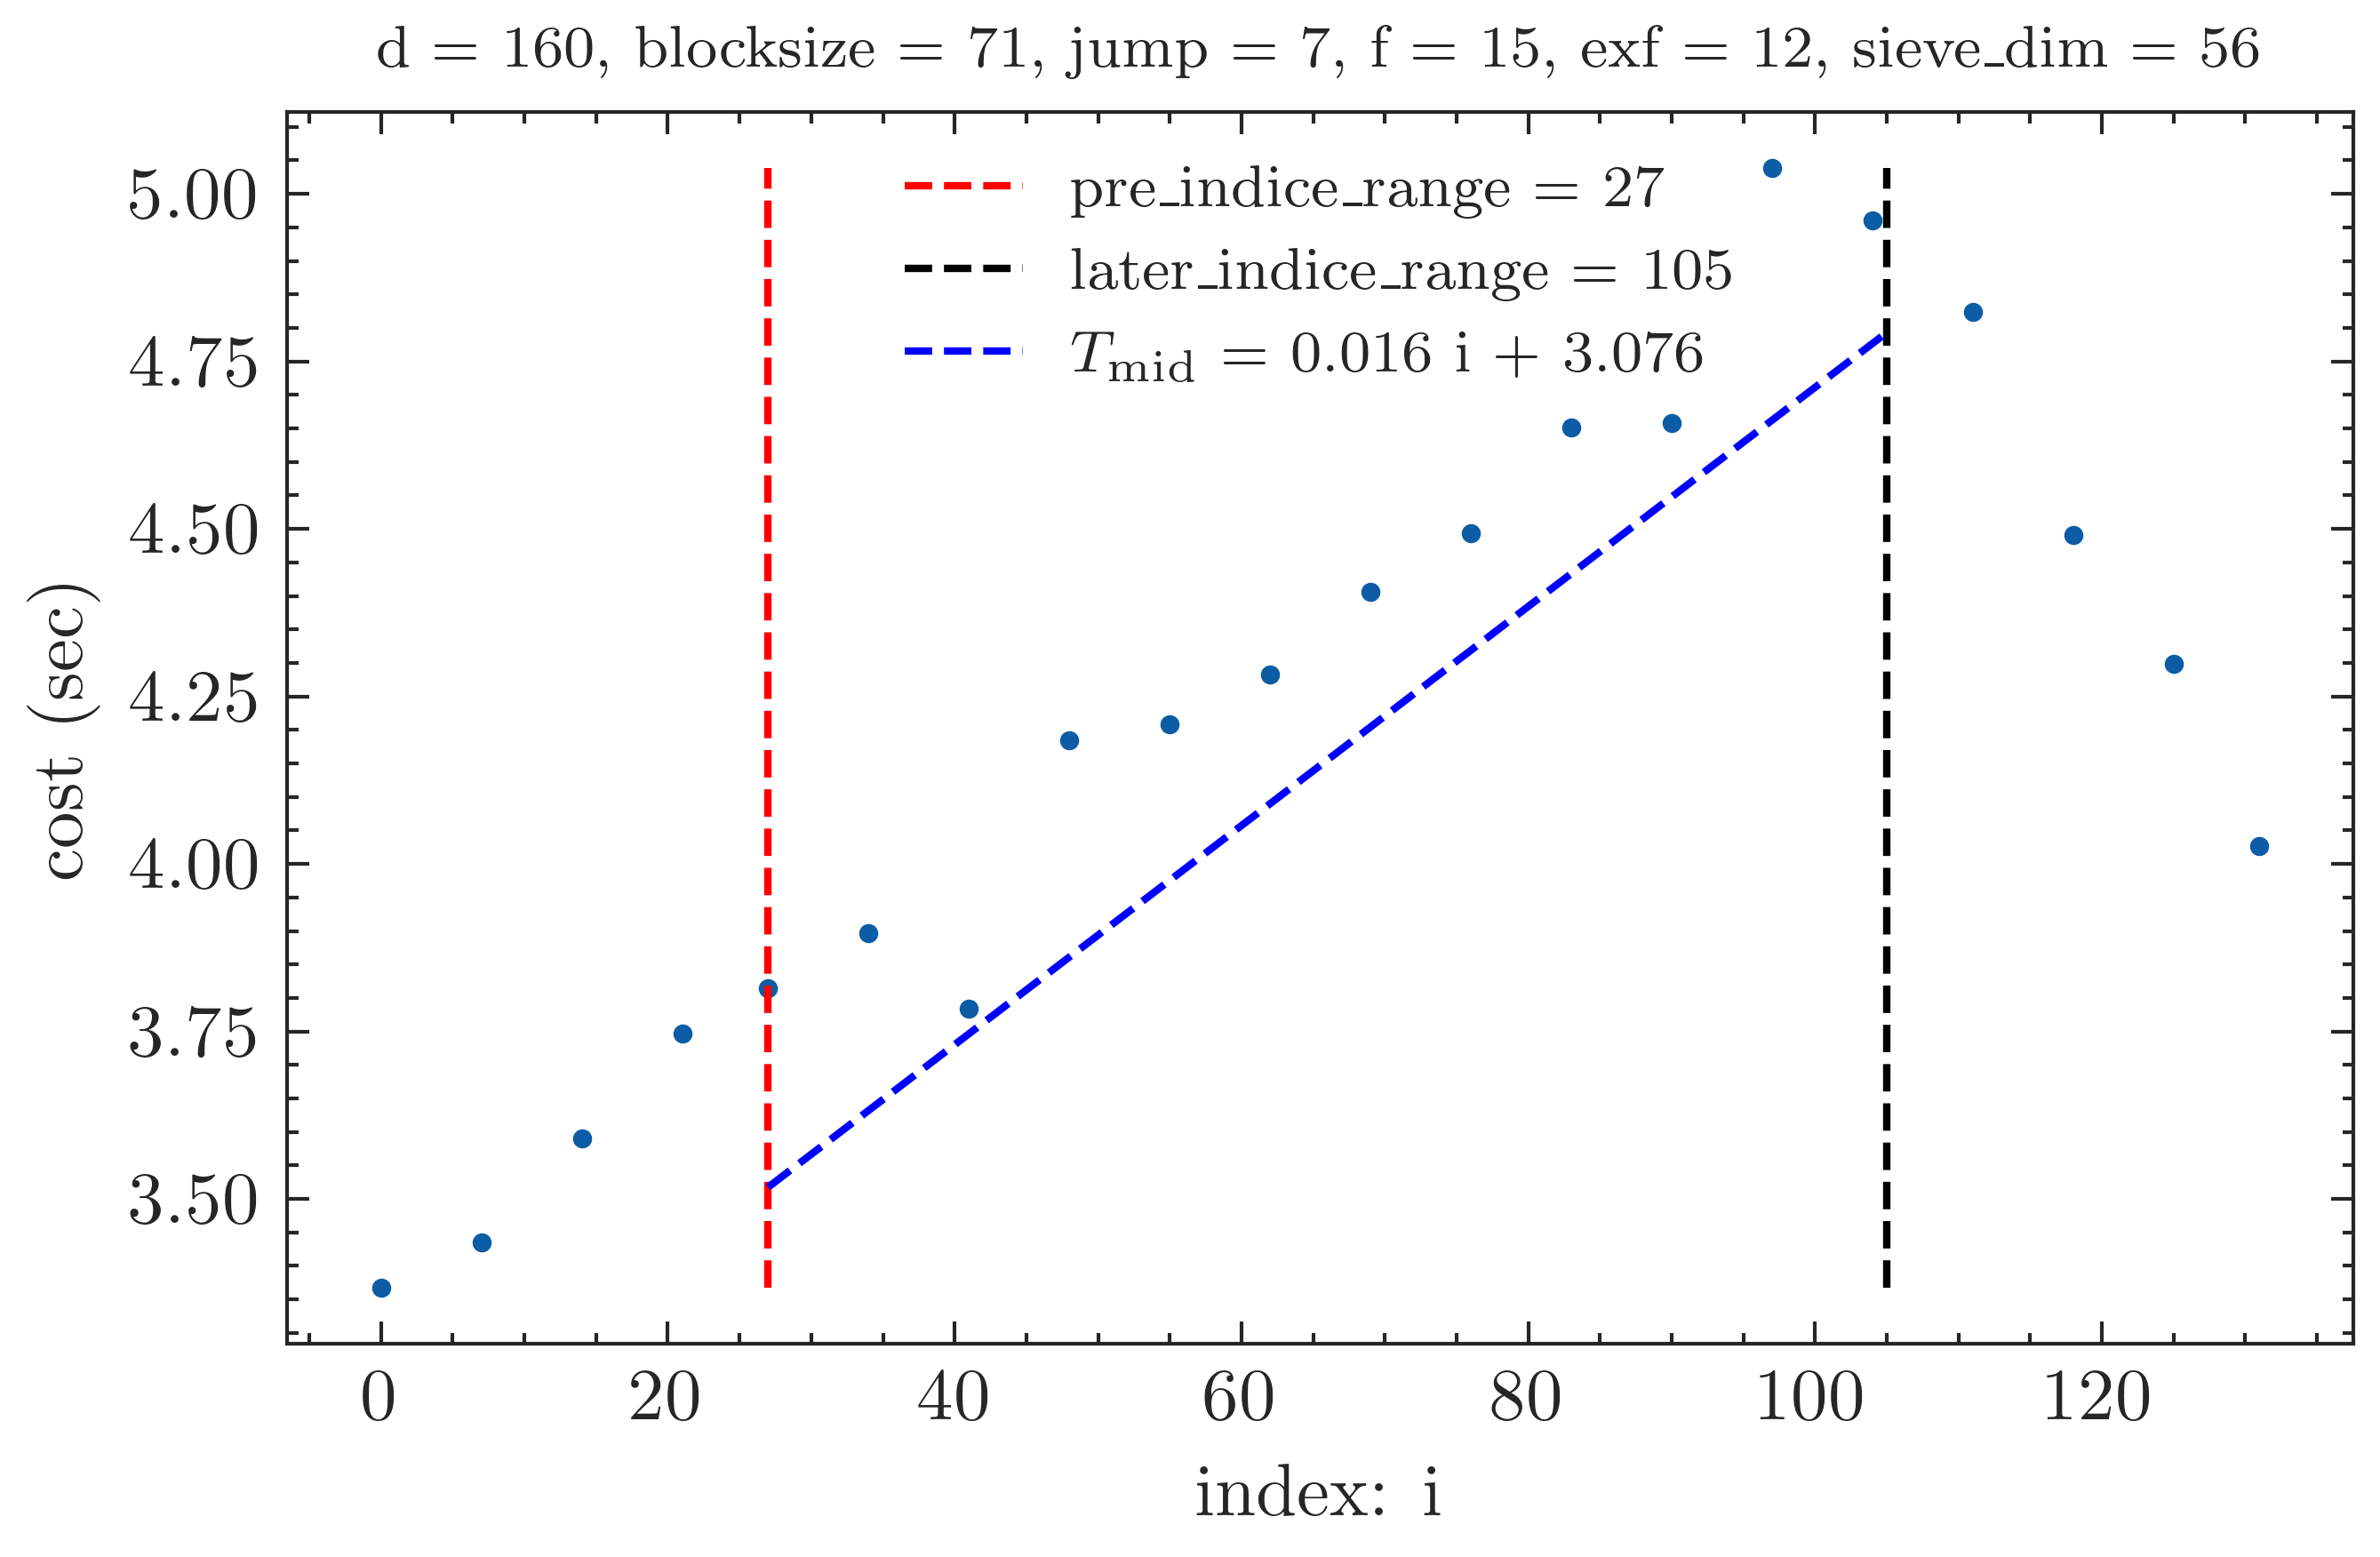 d = 160, blocksize = 71, jump = 7, f = 15, exf = 12, sieve_dim = 56
pre_indice_range = 27
later_indice_range = 105
T_mid = 0.016 i + 3.076
cost (sec)
5.00
4.75
4.50
4.25
4.00
3.75
3.50
0 20 40 60 80 100 120
index: i